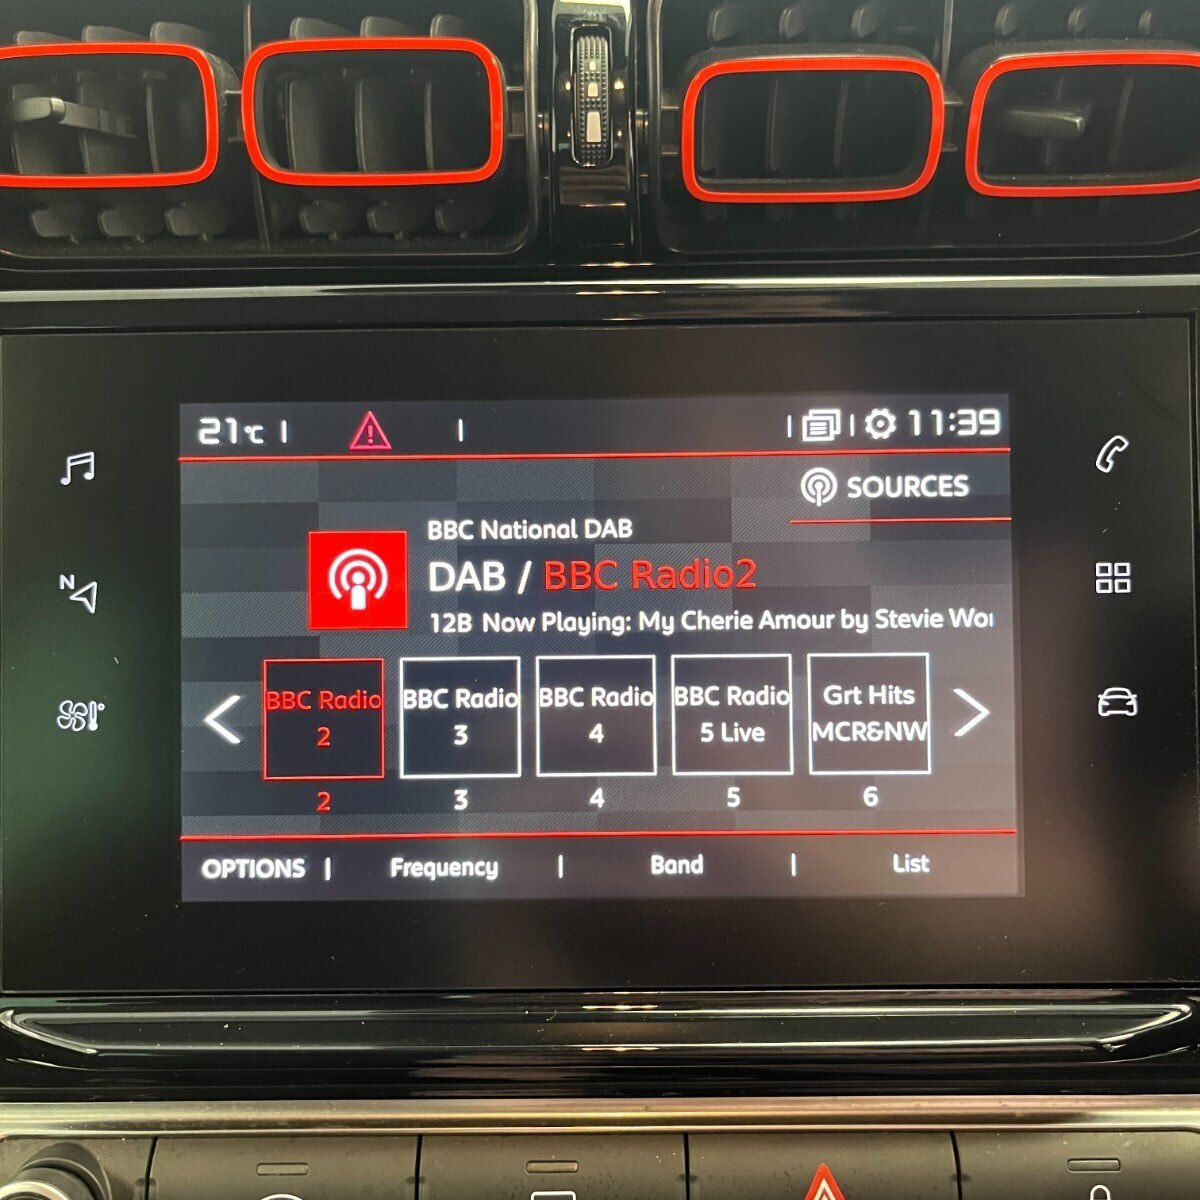 21°C
11:39
SOURCES
BBC National DAB
DAB / BBC Radio2
12B Now Playing: My Cherie Amour by Stevie Wo
BBC Radio 2
BBC Radio 3
BBC Radio 4
BBC Radio 5 Live
Grt Hits MCR&NW
2 3 4 5 6
OPTIONS Frequency Band List
N